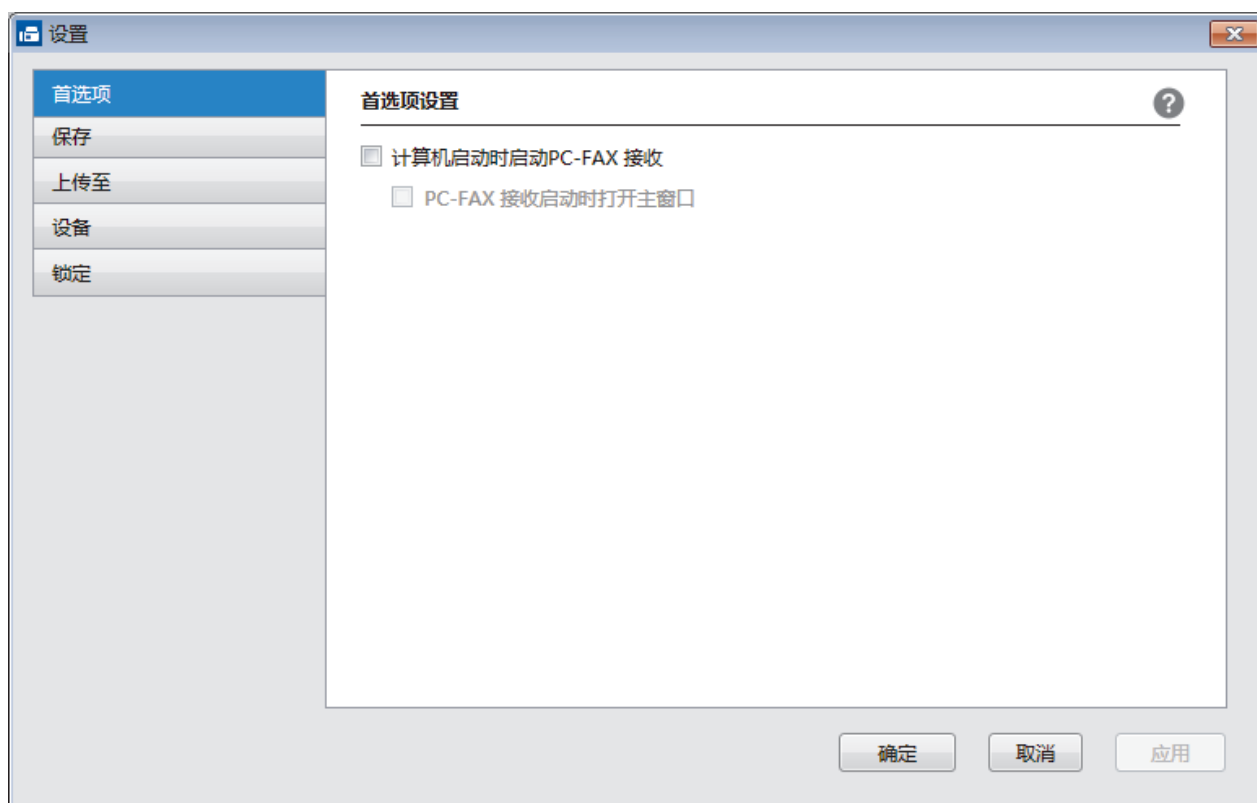 设置
首选项
保存
上传至
设备
锁定
首选项设置
?
计算机启动时启动PC-FAX 接收
PC-FAX 接收启动时打开主窗口
确定
取消
应用